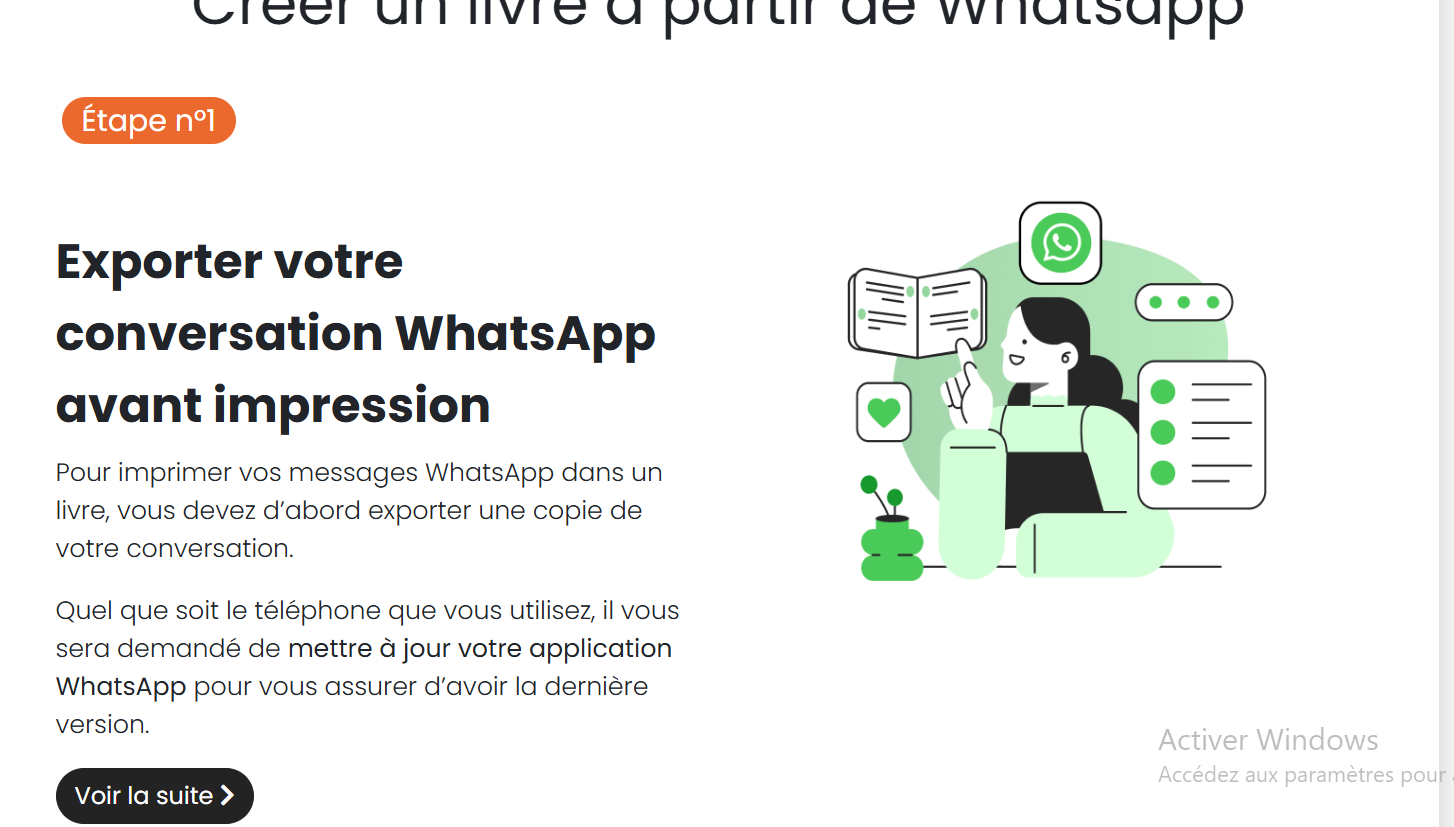 Créer un livre à partir de Whatsapp
Étape n°1
Exporter votre
conversation WhatsApp
avant impression
Pour imprimer vos messages WhatsApp dans un
livre, vous devez d’abord exporter une copie de
votre conversation.
Quel que soit le téléphone que vous utilisez, il vous
sera demandé de mettre à jour votre application
WhatsApp pour vous assurer d’avoir la dernière
version.
Voir la suite
Activer Windows
Accédez aux paramètres pour